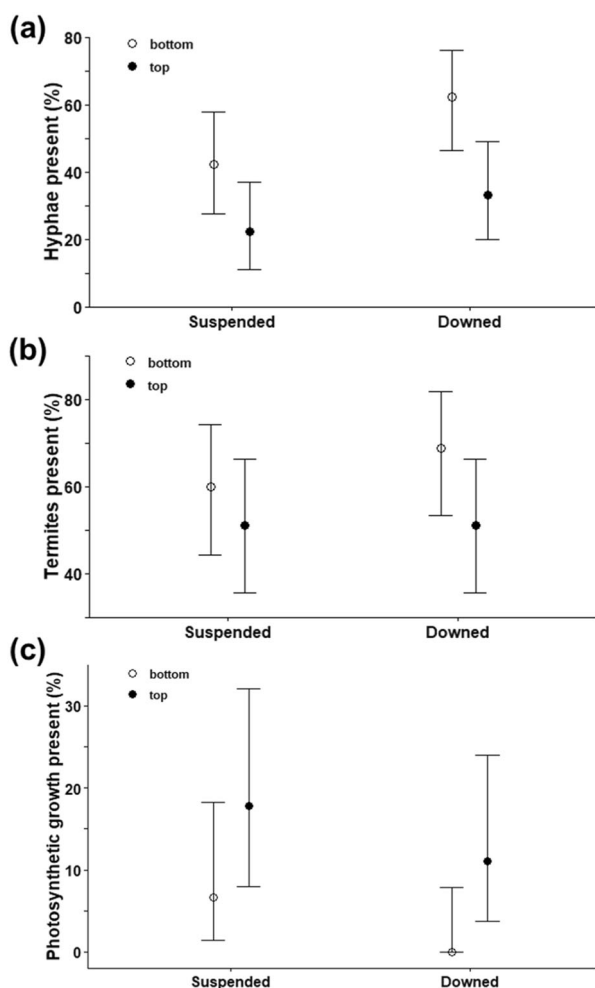 (a)
Hyphae present (%)
80
60
40
20
0
bottom
top
Suspended Downed
(b)
Termites present (%)
80
60
40
bottom
top
Suspended Downed
(c)
Photosynthetic growth present (%)
30
20
10
0
bottom
top
Suspended Downed